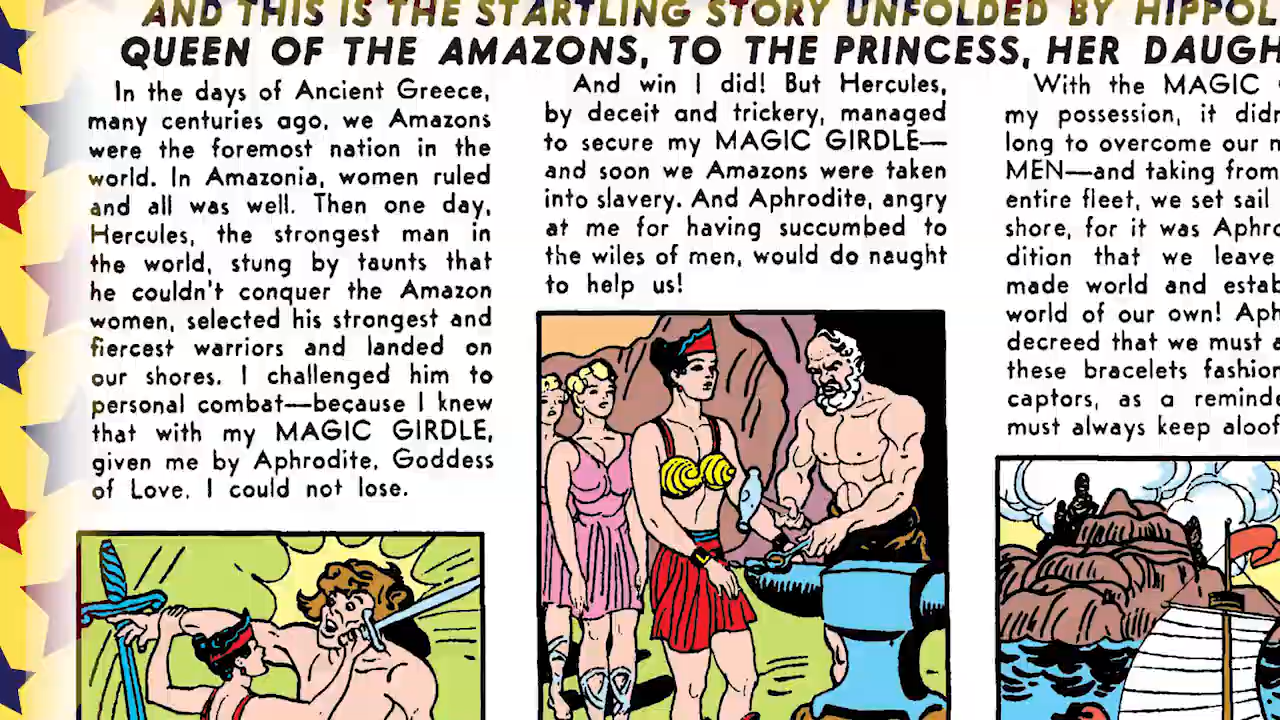 AND THIS IS THE STARTLING STORY UNFOLDED BY
QUEEN OF THE AMAZONS, TO THE PRINCESS, HER
In the days of Ancient Greece,
many centuries ago, we Amazons
were the foremost nation in the
world. In Amazonia, women ruled
and all was well. Then one day,
Hercules, the strongest man in
the world, stung by taunts that
he couldn't conquer the Amazon
women, selected his strongest and
fiercest warriors and landed on
our shores. I challenged him to
personal combat—because I knew
that with my MAGIC GIRDLE,
given me by Aphrodite, Goddess
of Love, I could not lose.
And win I did! But Hercules,
by deceit and trickery, managed
to secure my MAGIC GIRDLE—
and soon we Amazons were taken
into slavery. And Aphrodite, angry
at me for having succumbed to
the wiles of men, would do naught
to help us!
With the MAGIC
my possession, it
long to overcome our
MEN—and taking from
entire fleet, we set sail
shore, for it was
dition that we leave
made world and
world of our own!
decreed that we must
these bracelets
captors, as a
must always keep